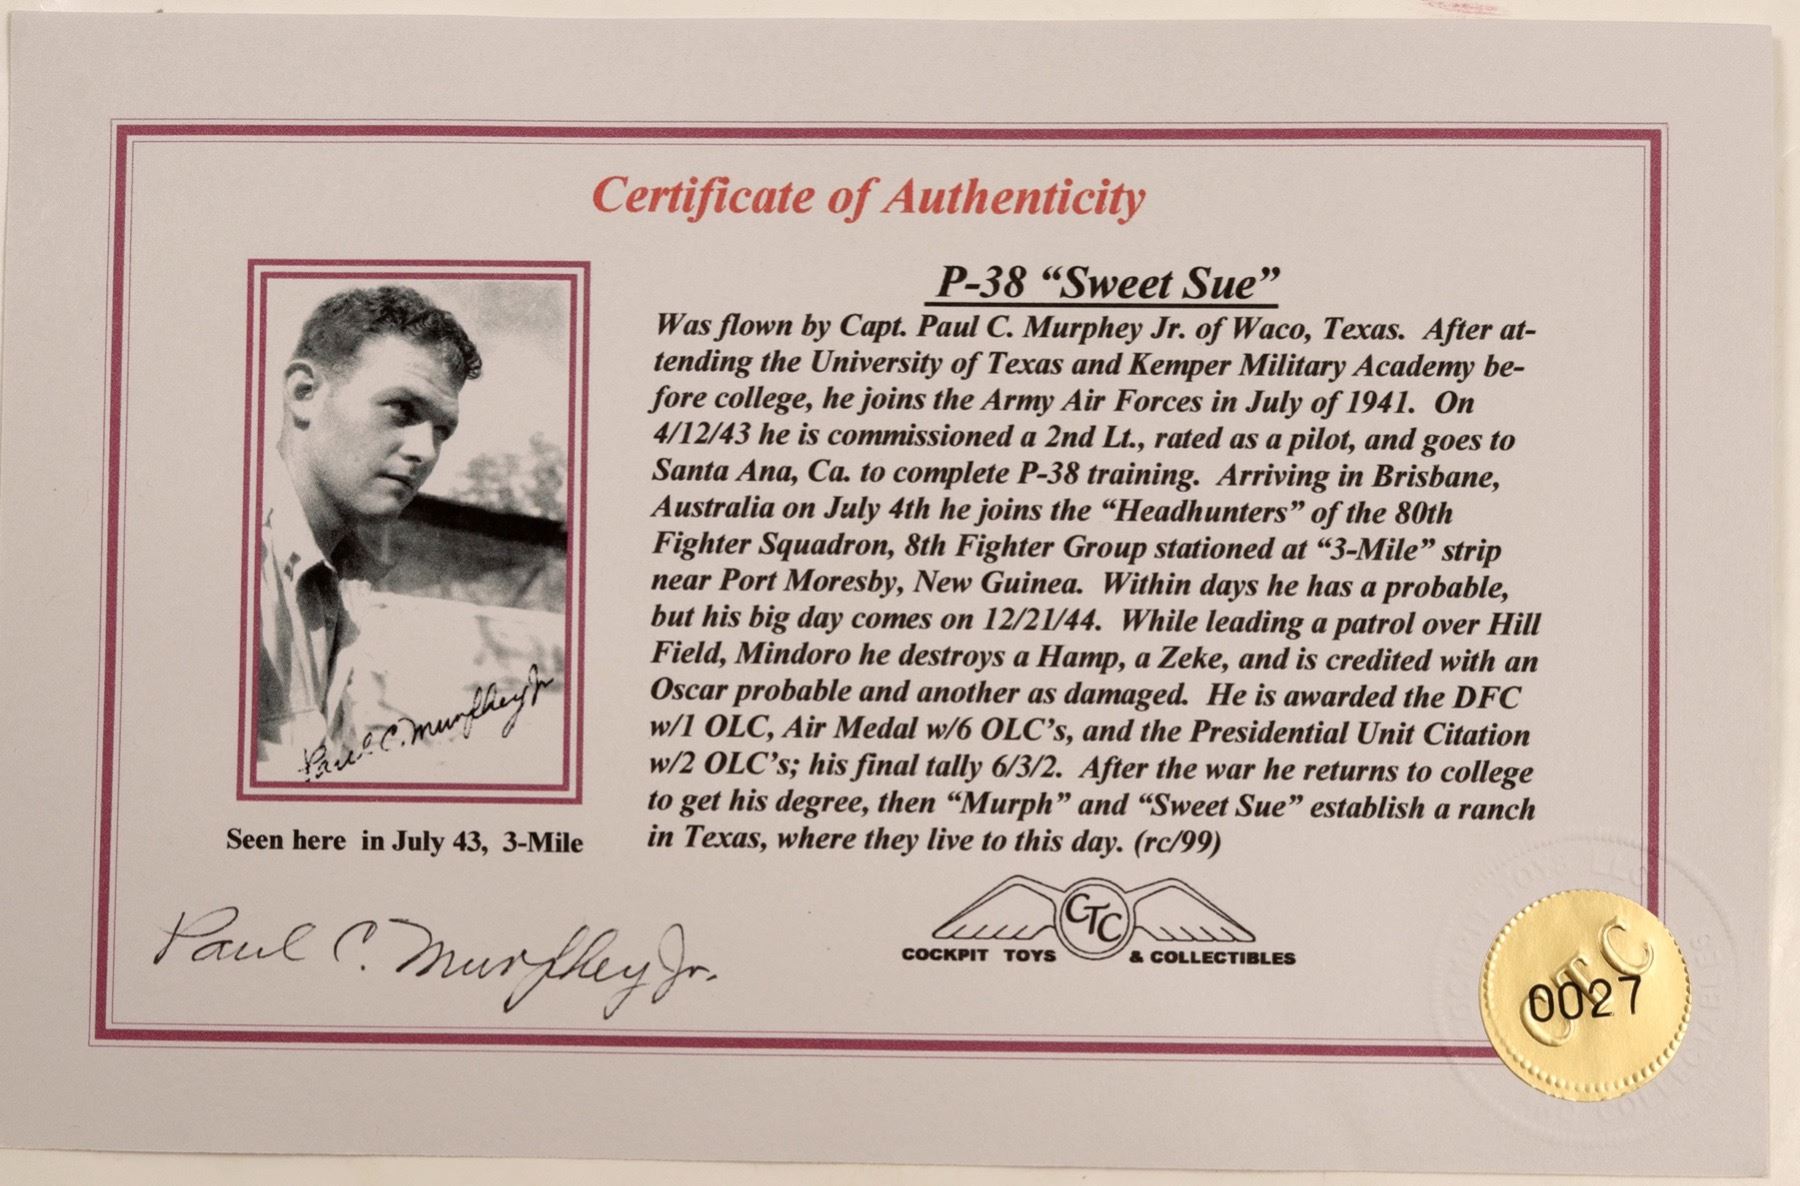 Certificate of Authenticity
P-38 “Sweet Sue”
Was flown by Capt. Paul C. Murphey Jr. of Waco, Texas. After at-
tending the University of Texas and Kemper Military Academy be-
fore college, he joins the Army Air Forces in July of 1941. On
4/12/43 he is commissioned a 2nd Lt., rated as a pilot, and goes to
Santa Ana, Ca. to complete P-38 training. Arriving in Brisbane,
Australia on July 4th he joins the “Headhunters” of the 80th
Fighter Squadron, 8th Fighter Group stationed at “3-Mile” strip
near Port Moresby, New Guinea. Within days he has a probable,
but his big day comes on 12/21/44. While leading a patrol over Hill
Field, Mindoro he destroys a Hamp, a Zeke, and is credited with an
Oscar probable and another as damaged. He is awarded the DFC
w/1 OLC, Air Medal w/6 OLC’s, and the Presidential Unit Citation
w/2 OLC’s; his final tally 6/3/2. After the war he returns to college
to get his degree, then “Murph” and “Sweet Sue” establish a ranch
in Texas, where they live to this day. (rc/99)
Paul C. Murphey Jr
Seen here in July 43, 3-Mile
Paul C. Murphey Jr.
CTC
COCKPIT TOYS & COLLECTIBLES
CTC
0027